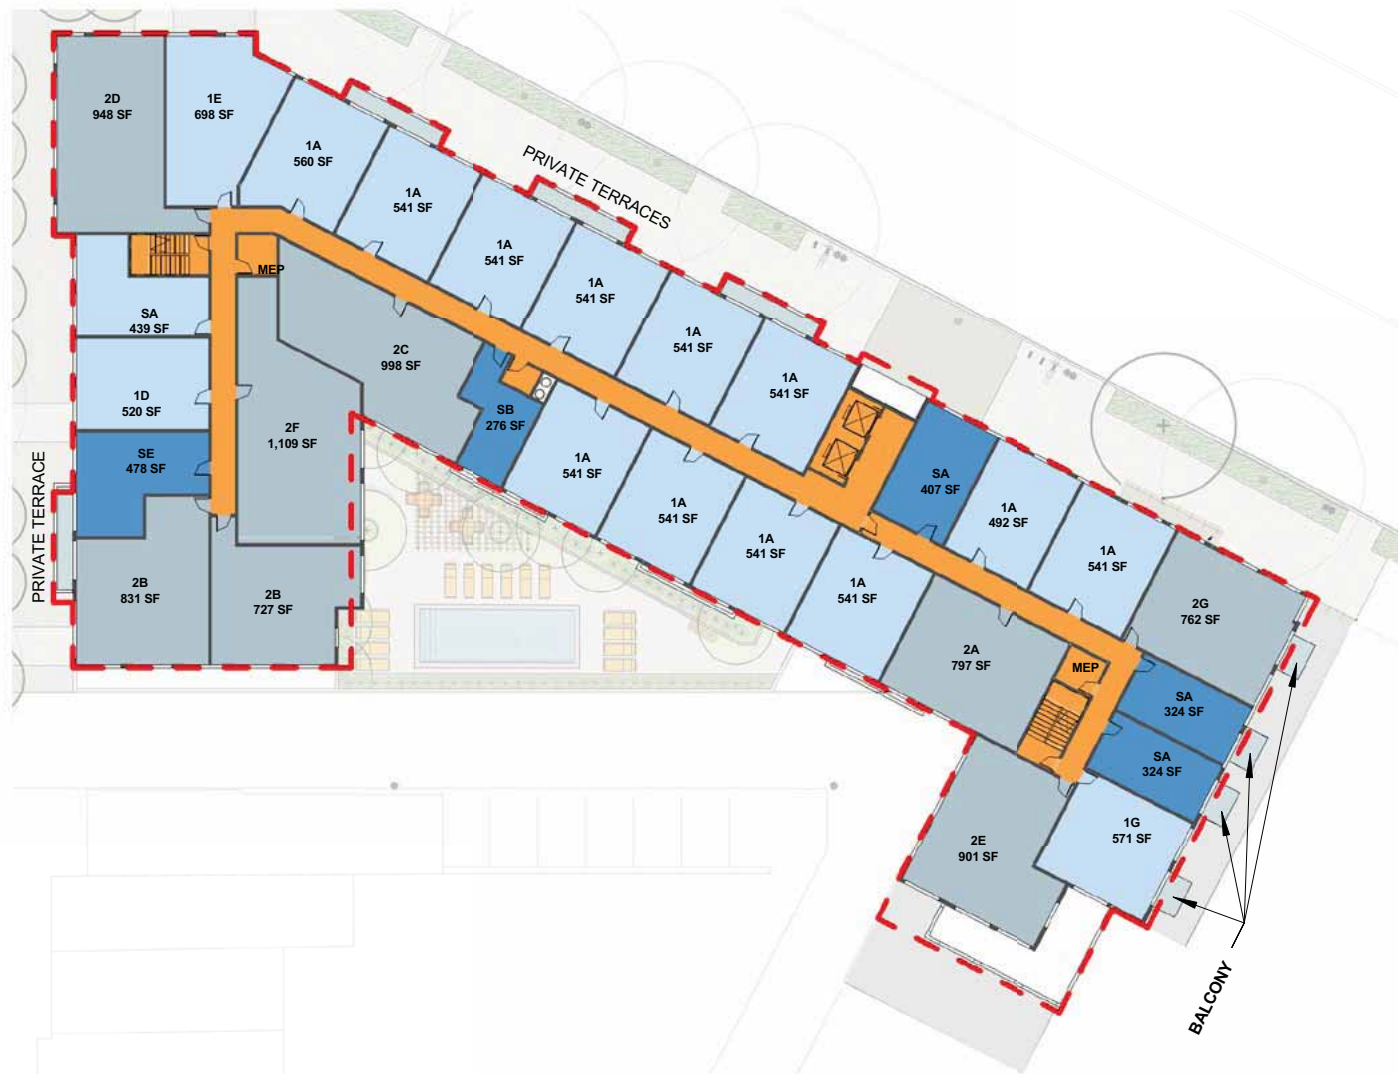 2D
948 SF
1E
698 SF
1A
560 SF
1A
541 SF
1A
541 SF
1A
541 SF
1A
541 SF
1A
541 SF
PRIVATE TERRACES
MEP
SA
439 SF
1D
520 SF
SE
478 SF
2C
998 SF
2F
1,109 SF
SB
276 SF
1A
541 SF
1A
541 SF
1A
541 SF
1A
541 SF
SA
407 SF
1A
492 SF
1A
541 SF
2G
762 SF
PRIVATE TERRACE
2B
831 SF
2B
727 SF
2A
797 SF
MEP
SA
324 SF
SA
324 SF
1G
571 SF
2E
901 SF
BALCONY